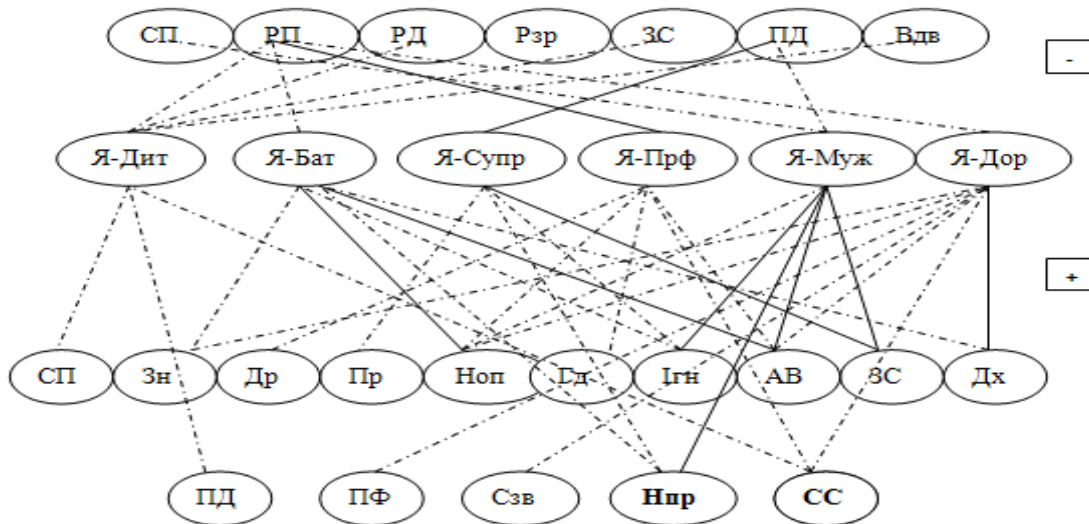 СП РП РД Рзр ЗС ПД Вдв
-
Я-Дит Я-Бат Я-Супр Я-Прф Я-Муж Я-Дор
+
СП Зн Др Пр Ноп Гд Ігн АВ ЗС Дх
ПД ПФ Сзв Нпр СС